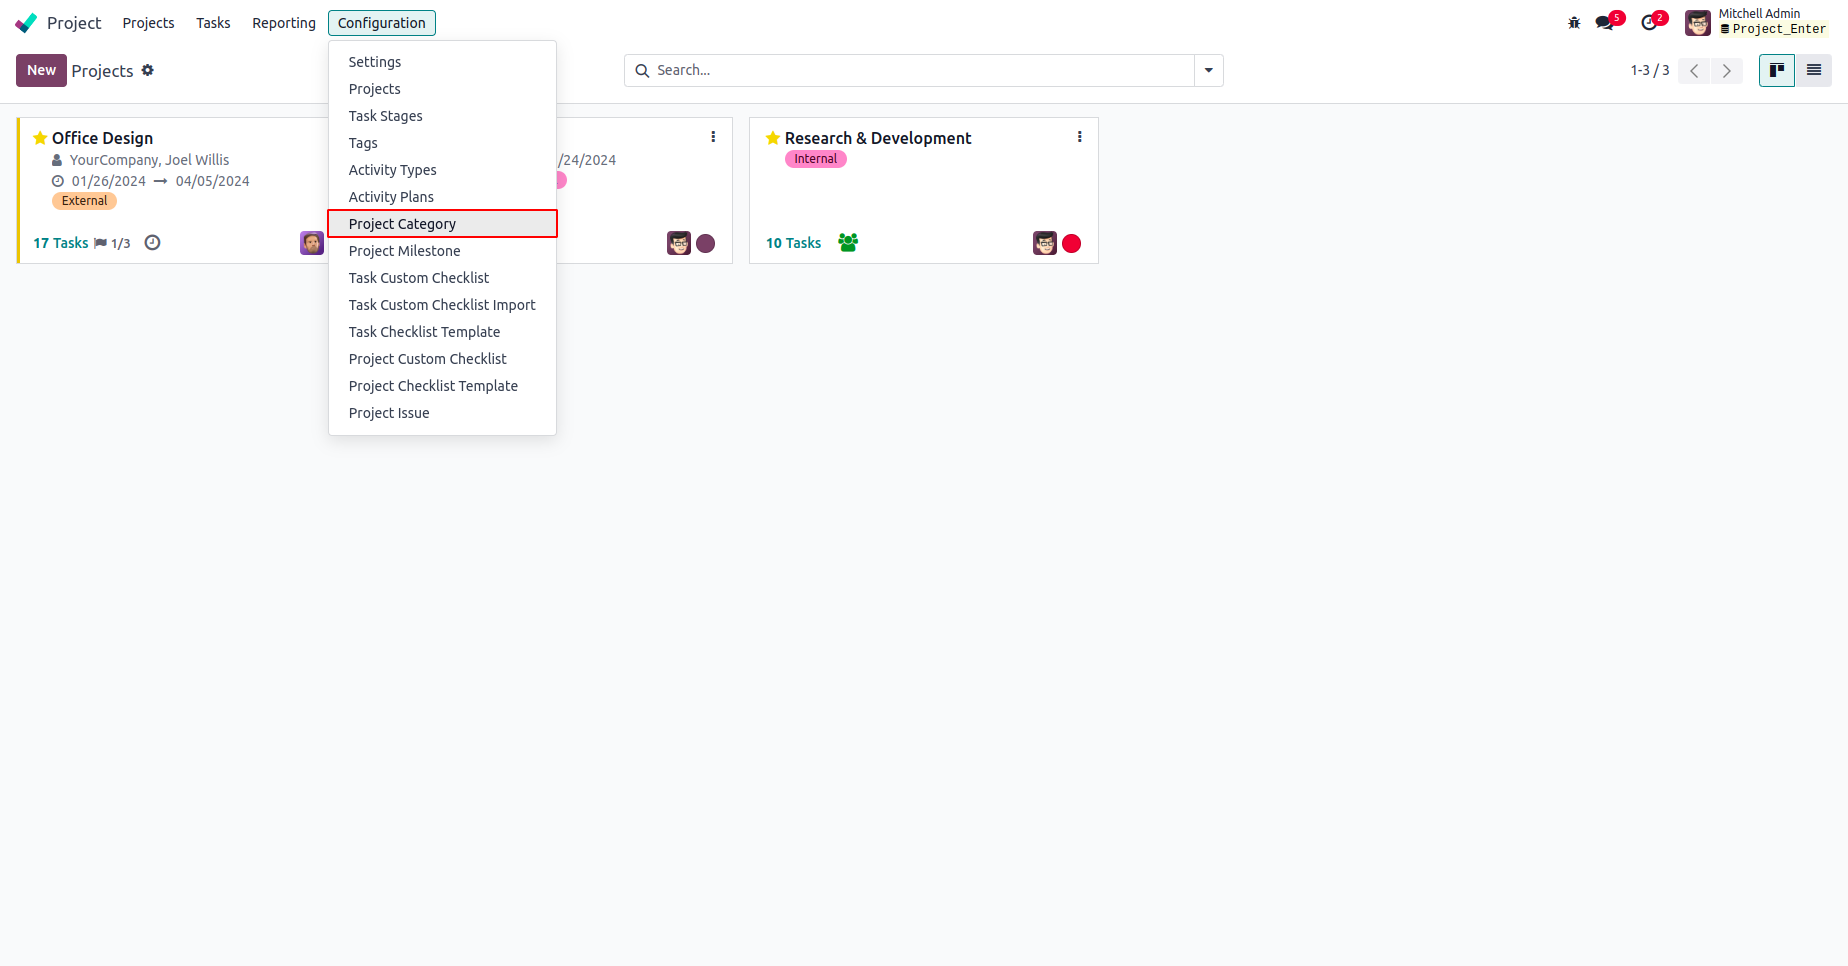 Project Projects Tasks Reporting Configuration 5 2 Mitchell Admin
Project_Enter
New Projects Search... 1-3 / 3
Settings
Projects
Task Stages
Tags
Activity Types
Activity Plans
Project Category
Project Milestone
Task Custom Checklist
Task Custom Checklist Import
Task Checklist Template
Project Custom Checklist
Project Checklist Template
Project Issue
Office Design
YourCompany, Joel Willis
01/26/2024 → 04/05/2024
External
17 Tasks 1/3
/24/2024
Research & Development
Internal
10 Tasks